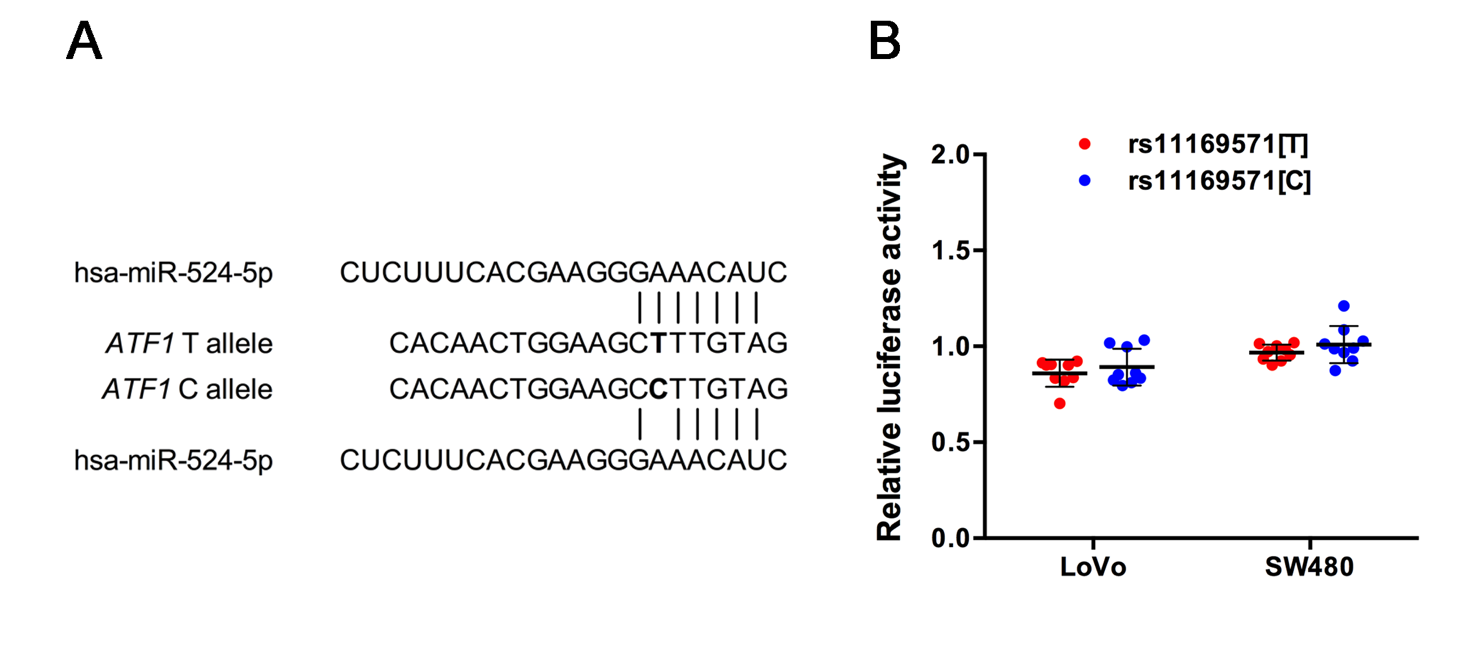 A
hsa-miR-524-5p CUCUUUCACGAAGGGAAACAUC
ATF1 T allele CACAACTGGAAGCTTTGTAG
ATF1 C allele CACAACTGGAAGCCTTGTAG
hsa-miR-524-5p CUCUUUCACGAAGGGAAACAUC
B
rs11169571[T]
rs11169571[C]
Relative luciferase activity
2.0
1.5
1.0
0.5
0.0
LoVo SW480